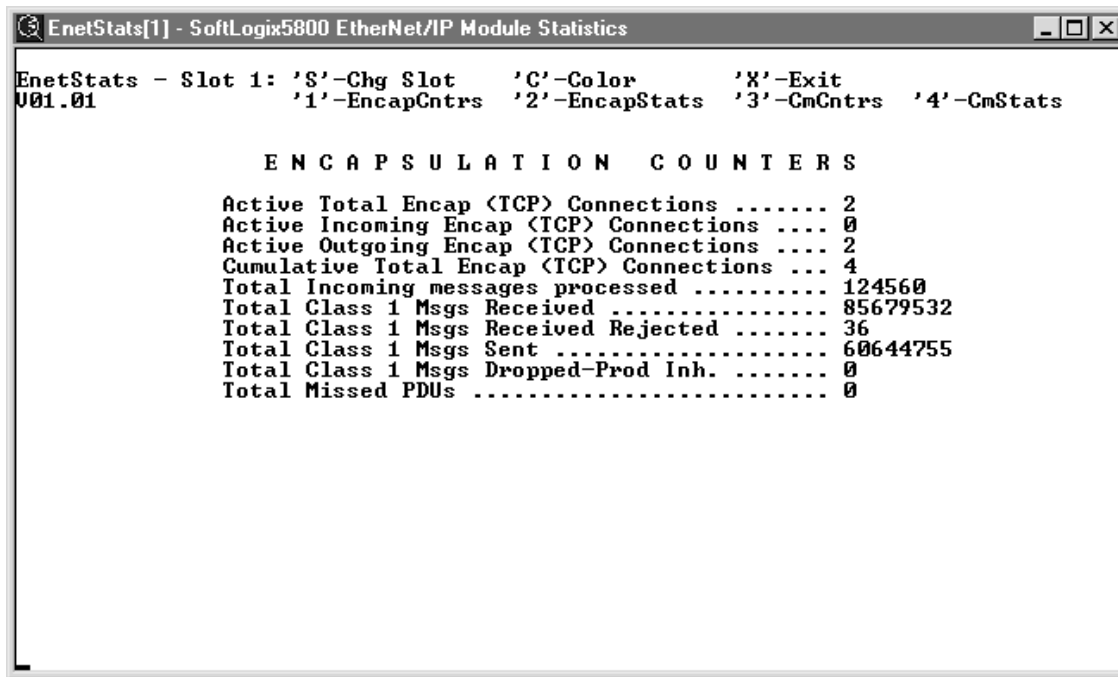 EnetStats[1] - SoftLogix5800 EtherNet/IP Module Statistics
EnetStats - Slot 1: 'S'-Chg Slot 'C'-Color 'X'-Exit
V01.01 '1'-EncapCntrs '2'-EncapStats '3'-CmCntrs '4'-CmStats
E N C A P S U L A T I O N C O U N T E R S
Active Total Encap (TCP) Connections ....... 2
Active Incoming Encap (TCP) Connections .... 0
Active Outgoing Encap (TCP) Connections .... 2
Cumulative Total Encap (TCP) Connections ... 4
Total Incoming messages processed .......... 124560
Total Class 1 Msgs Received ................ 85679532
Total Class 1 Msgs Received Rejected ....... 36
Total Class 1 Msgs Sent .................... 60644755
Total Class 1 Msgs Dropped-Prod Inh. ....... 0
Total Missed PDUs .......................... 0